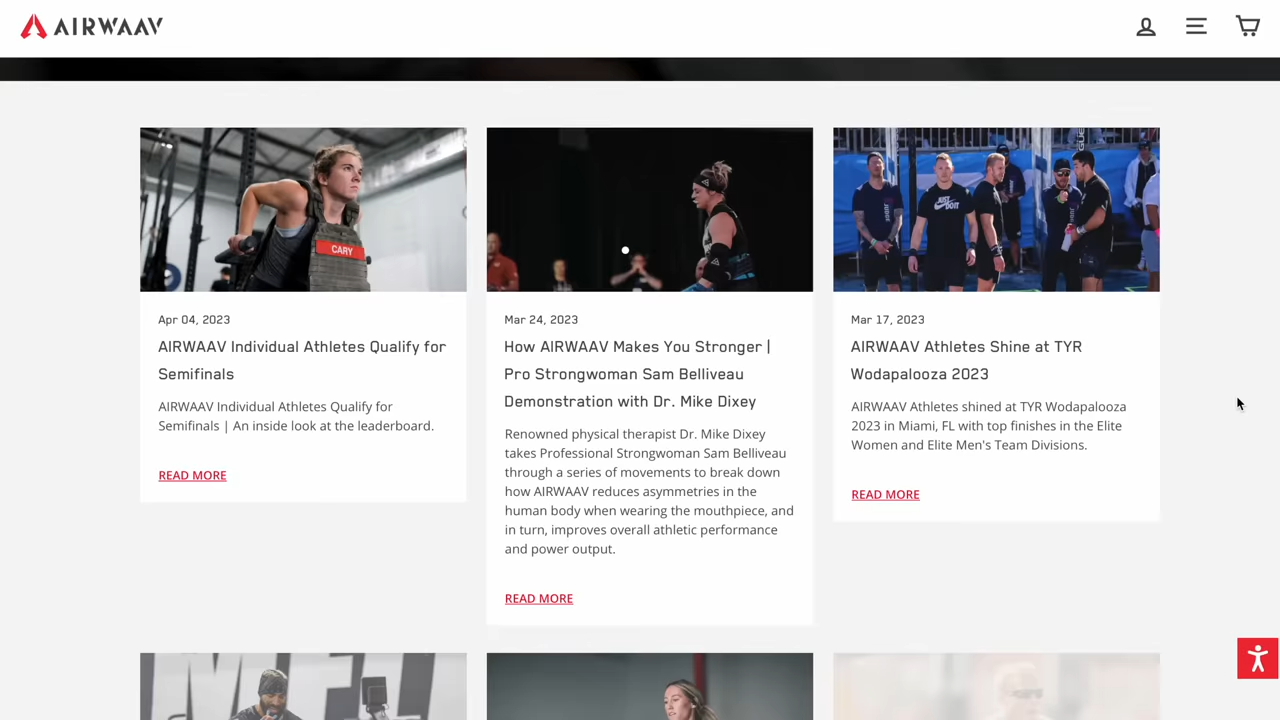 AIRWAAV
CARY
JUST DO IT
Apr 04, 2023
AIRWAAV Individual Athletes Qualify for
Semifinals
AIRWAAV Individual Athletes Qualify for
Semifinals | An inside look at the leaderboard.
READ MORE
Mar 24, 2023
How AIRWAAV Makes You Stronger |
Pro Strongwoman Sam Belliveau
Demonstration with Dr. Mike Dixey
Renowned physical therapist Dr. Mike Dixey
takes Professional Strongwoman Sam Belliveau
through a series of movements to break down
how AIRWAAV reduces asymmetries in the
human body when wearing the mouthpiece, and
in turn, improves overall athletic performance
and power output.
READ MORE
Mar 17, 2023
AIRWAAV Athletes Shine at TYR
Wodapalooza 2023
AIRWAAV Athletes shined at TYR Wodapalooza
2023 in Miami, FL with top finishes in the Elite
Women and Elite Men's Team Divisions.
READ MORE